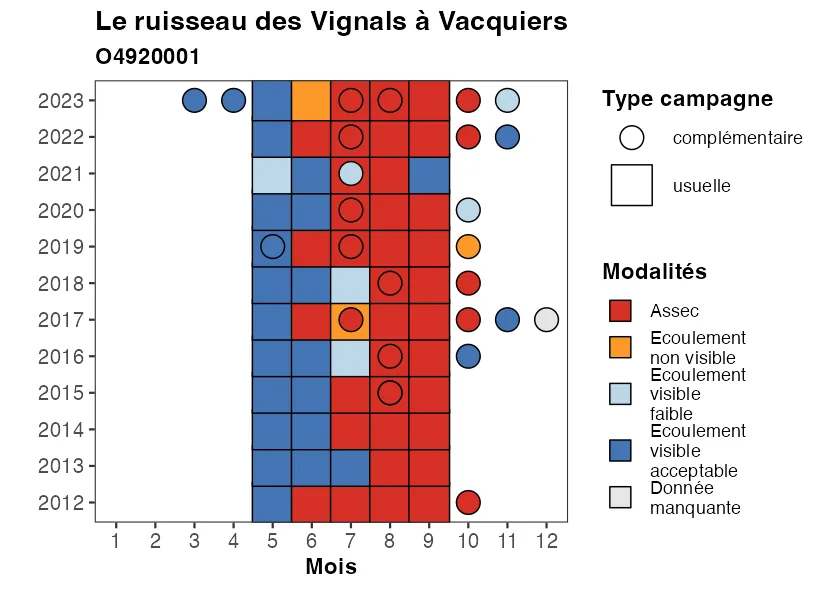 Le ruisseau des Vignals à Vacquiers
O4920001
2023
2022
2021
2020
2019
2018
2017
2016
2015
2014
2013
2012
1 2 3 4 5 6 7 8 9 10 11 12
Mois
Type campagne
complémentaire
usuelle
Modalités
Assec
Ecoulement
non visible
Ecoulement
visible
faible
Ecoulement
visible
acceptable
Donnée
manquante